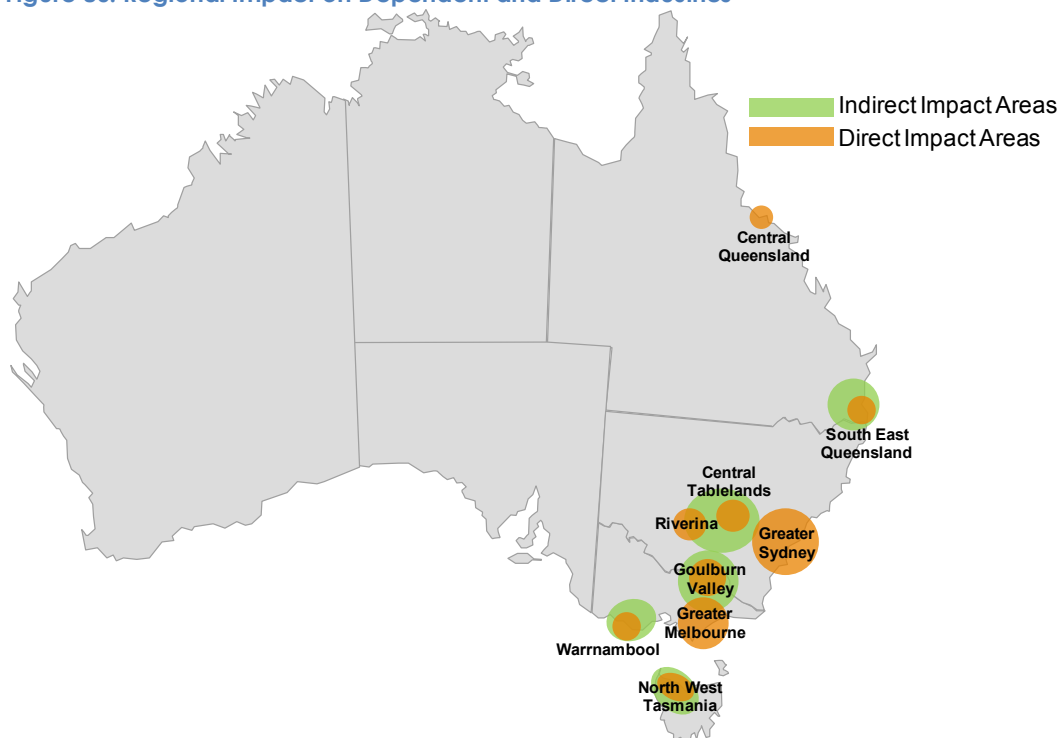 Indirect Impact Areas
Direct Impact Areas
Central
Queensland
South East
Queensland
Central
Tablelands
Riverina
Greater
Sydney
Goulburn
Valley
Greater
Melbourne
Warrnambool
North West
Tasmania